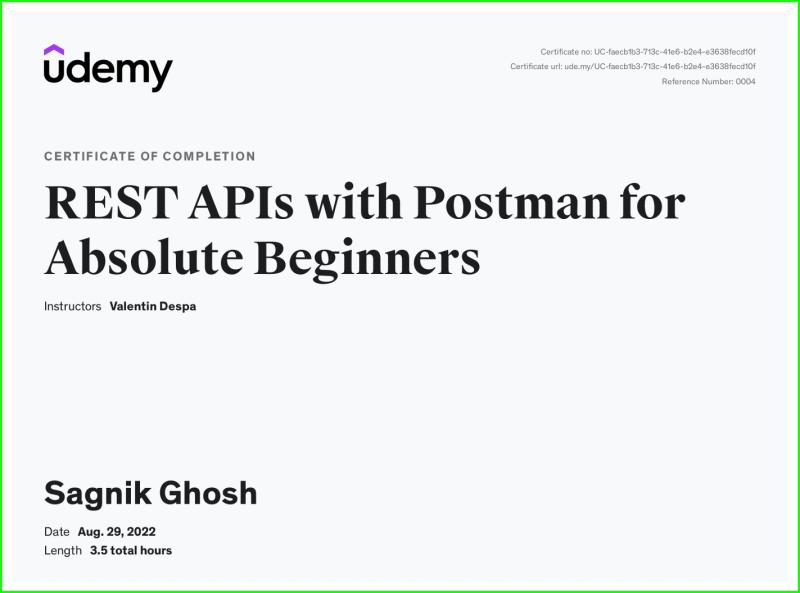 udemy
Certificate no: UC-faecb1b3-713c-41e6-b2e4-e3638fecd10f
Certificate url: ude.my/UC-faecb1b3-713c-41e6-b2e4-e3638fecd10f
Reference Number: 0004
CERTIFICATE OF COMPLETION
REST APIs with Postman for
Absolute Beginners
Instructors Valentin Despa
Sagnik Ghosh
Date Aug. 29, 2022
Length 3.5 total hours